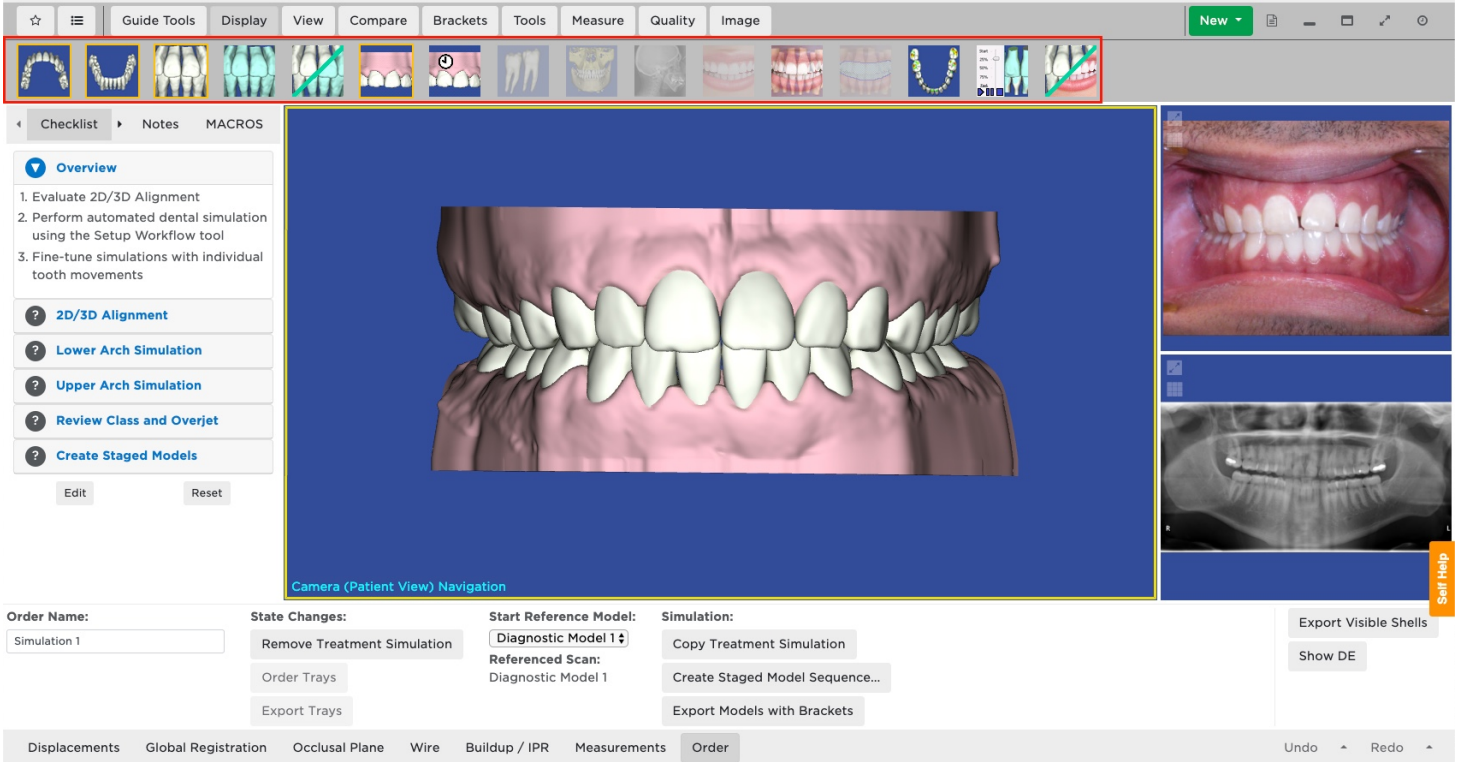 Guide Tools Display View Compare Brackets Tools Measure Quality Image New
Checklist Notes MACROS
Overview
1. Evaluate 2D/3D Alignment
2. Perform automated dental simulation
using the Setup Workflow tool
3. Fine-tune simulations with individual
tooth movements
? 2D/3D Alignment
? Lower Arch Simulation
? Upper Arch Simulation
? Review Class and Overjet
? Create Staged Models
Edit Reset
Start
25%
50%
75%
Camera (Patient View) Navigation
R L
Self Help
Order Name:
Simulation 1
State Changes:
Remove Treatment Simulation
Order Trays
Export Trays
Start Reference Model:
Diagnostic Model 1
Referenced Scan:
Diagnostic Model 1
Simulation:
Copy Treatment Simulation
Create Staged Model Sequence...
Export Models with Brackets
Export Visible Shells
Show DE
Displacements Global Registration Occlusal Plane Wire Buildup / IPR Measurements Order Undo Redo